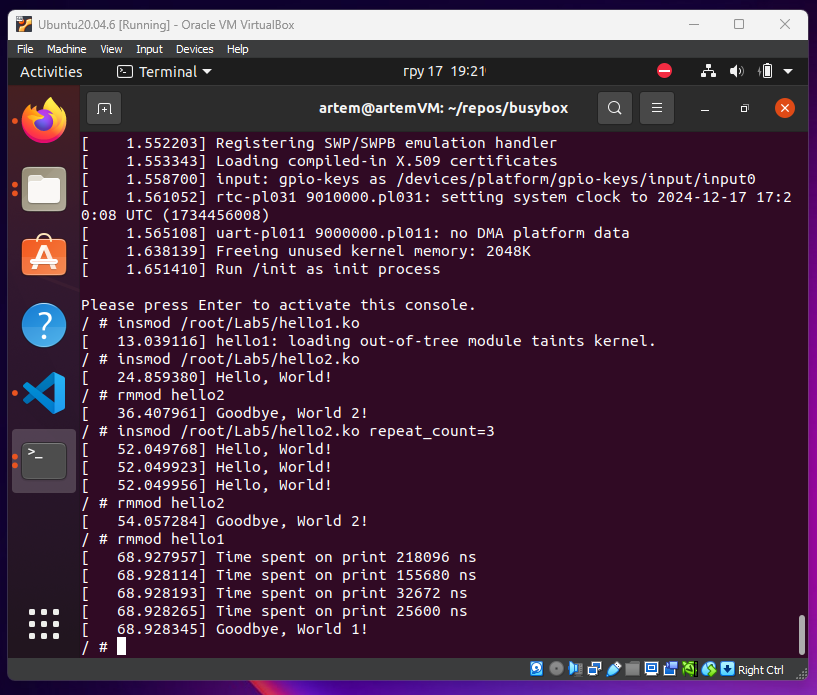 Ubuntu20.04.6 [Running] - Oracle VM VirtualBox
File Machine View Input Devices Help
Activities Terminal гру 17 19:21
artem@artemVM: ~/repos/busybox
[    1.552203] Registering SWP/SWPB emulation handler
[    1.553343] Loading compiled-in X.509 certificates
[    1.558700] input: gpio-keys as /devices/platform/gpio-keys/input/input0
[    1.561052] rtc-pl031 9010000.pl031: setting system clock to 2024-12-17 17:2
0:08 UTC (1734456008)
[    1.565108] uart-pl011 9000000.pl011: no DMA platform data
[    1.638139] Freeing unused kernel memory: 2048K
[    1.651410] Run /init as init process
Please press Enter to activate this console.
/ # insmod /root/Lab5/hello1.ko
[   13.039116] hello1: loading out-of-tree module taints kernel.
/ # insmod /root/Lab5/hello2.ko
[   24.859380] Hello, World!
/ # rmmod hello2
[   36.407961] Goodbye, World 2!
/ # insmod /root/Lab5/hello2.ko repeat_count=3
[   52.049768] Hello, World!
[   52.049923] Hello, World!
[   52.049956] Hello, World!
/ # rmmod hello2
[   54.057284] Goodbye, World 2!
/ # rmmod hello1
[   68.927957] Time spent on print 218096 ns
[   68.928114] Time spent on print 155680 ns
[   68.928193] Time spent on print 32672 ns
[   68.928265] Time spent on print 25600 ns
[   68.928345] Goodbye, World 1!
/ #
Right Ctrl